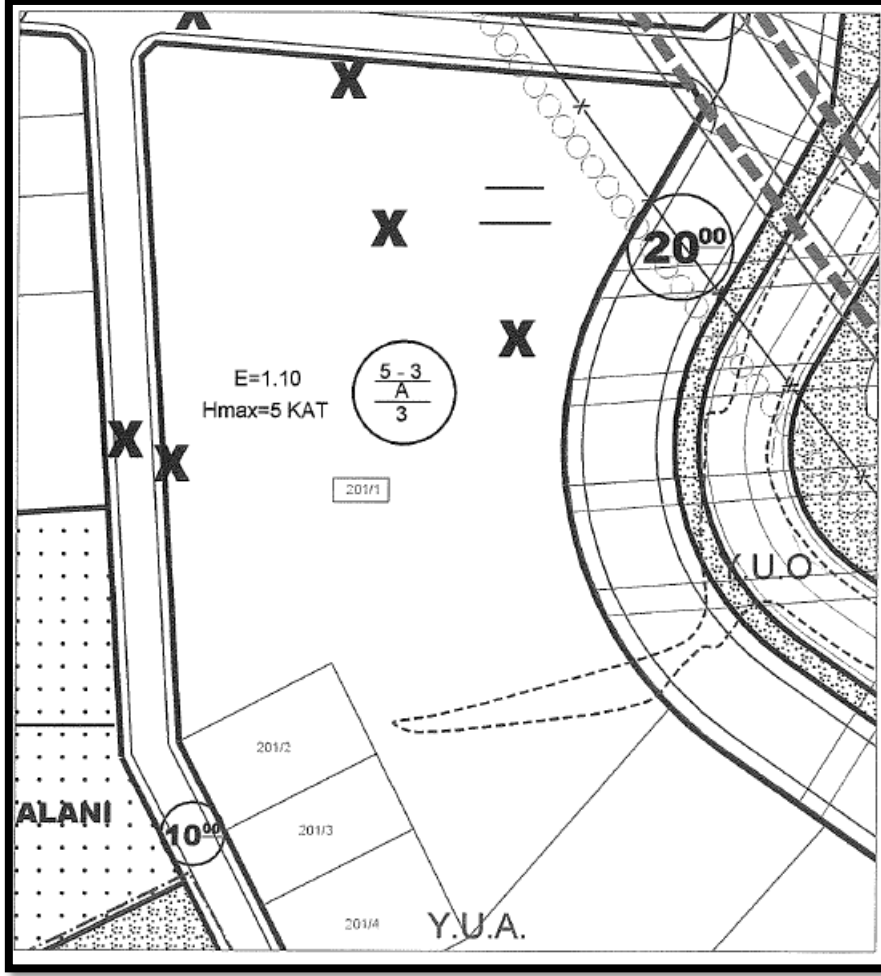 X
X
X
20⁰⁰
X
E=1.10
Hmax=5 KAT
5 - 3
A
3
X
X
201/1
Y.U.O
201/2
ALANI
10⁰⁰
201/3
201/4
Y.U.A.